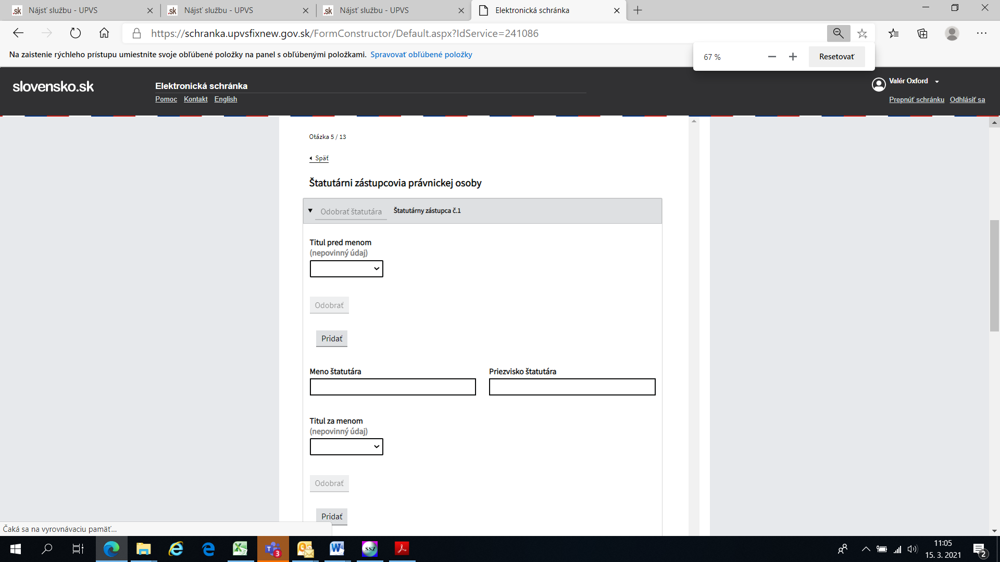 Nájsť službu - UPVS
Nájsť službu - UPVS
Nájsť službu - UPVS
Elektronická schránka
https://schranka.upvsfixnew.gov.sk/FormConstructor/Default.aspx?IdService=241086
Na zaistenie rýchleho prístupu umiestnite svoje obľúbené položky na panel s obľúbenými položkami. Spravovať obľúbené položky
67 %
Resetovať
slovensko.sk
Elektronická schránka
Pomoc Kontakt English
Valér Oxford
Prepnúť schránku Odhlásiť sa
Otázka 5 / 13
Späť
Štatutárni zástupcovia právnickej osoby
Odobrať štatutára
Štatutárny zástupca č.1
Titul pred menom
(nepovinný údaj)
Odobrať
Pridať
Meno štatutára
Priezvisko štatutára
Titul za menom
(nepovinný údaj)
Odobrať
Pridať
Čaká sa na vyrovnávaciu pamäť...
11:05
15. 3. 2021